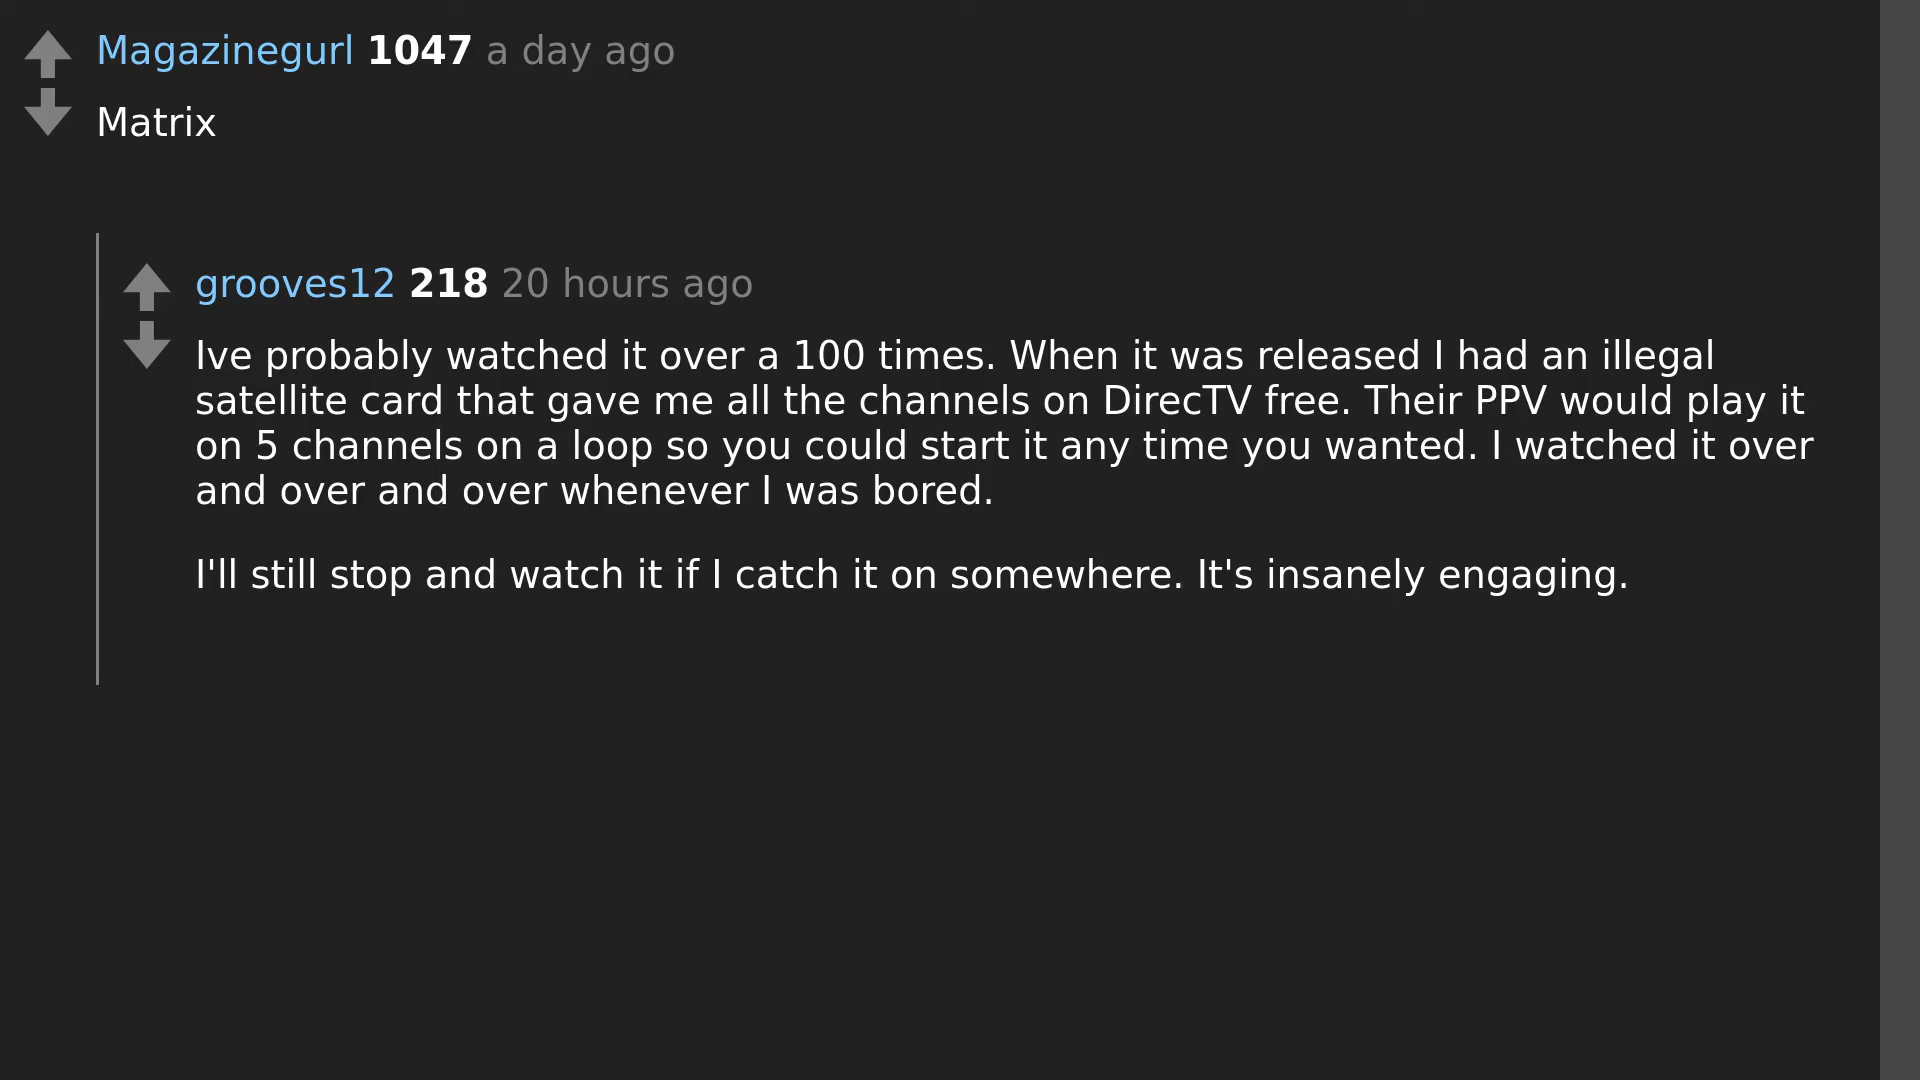 Magazinegurl 1047 a day ago
Matrix
grooves12 218 20 hours ago
Ive probably watched it over a 100 times. When it was released I had an illegal
satellite card that gave me all the channels on DirecTV free. Their PPV would play it
on 5 channels on a loop so you could start it any time you wanted. I watched it over
and over and over whenever I was bored.
I'll still stop and watch it if I catch it on somewhere. It's insanely engaging.